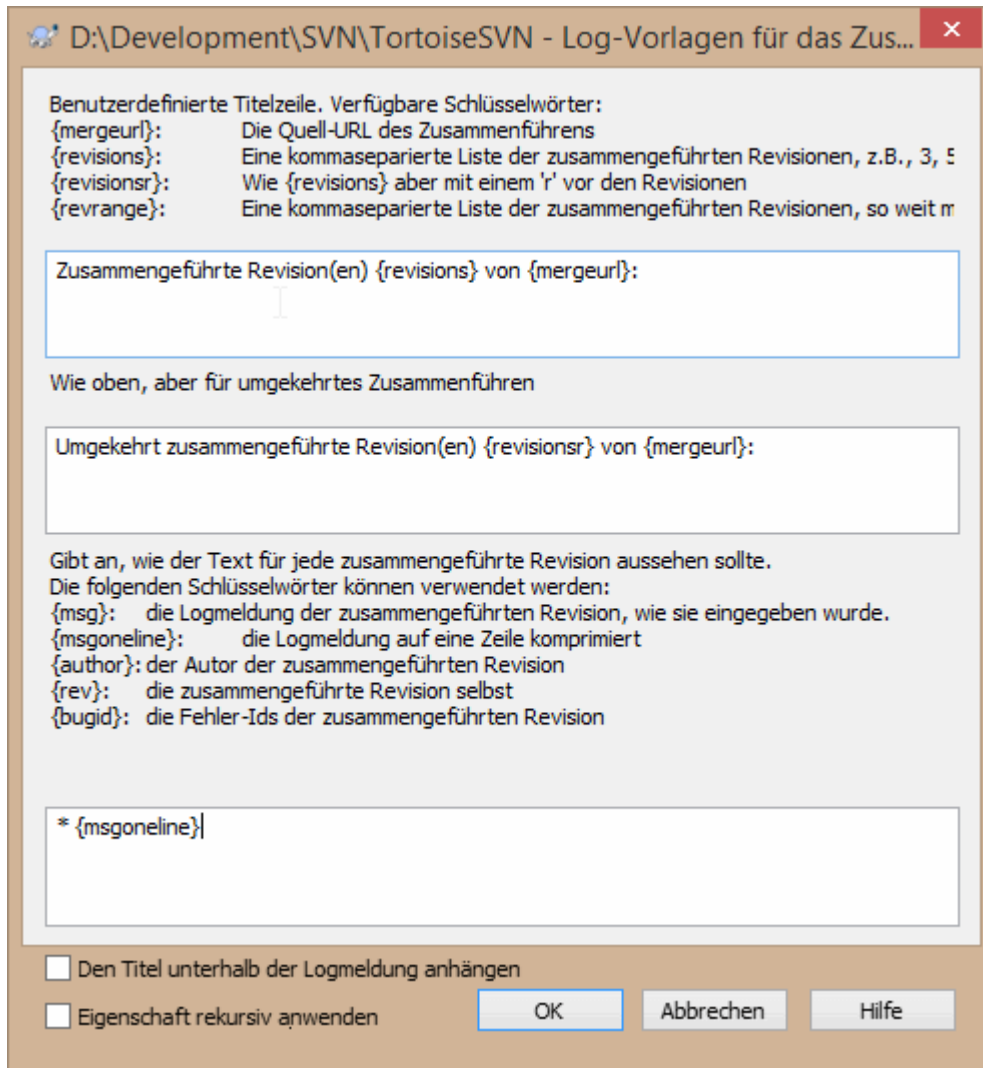 D:\Development\SVN\TortoiseSVN - Log-Vorlagen für das Zus...
Benutzerdefinierte Titelzeile. Verfügbare Schlüsselwörter:
{mergeurl}: Die Quell-URL des Zusammenführens
{revisions}: Eine kommaseparierte Liste der zusammengeführten Revisionen, z.B., 3, 5
{revisionsr}: Wie {revisions} aber mit einem 'r' vor den Revisionen
{revrange}: Eine kommaseparierte Liste der zusammengeführten Revisionen, so weit m
Zusammengeführte Revision(en) {revisions} von {mergeurl}:
Wie oben, aber für umgekehrtes Zusammenführen
Umgekehrt zusammengeführte Revision(en) {revisionsr} von {mergeurl}:
Gibt an, wie der Text für jede zusammengeführte Revision aussehen sollte.
Die folgenden Schlüsselwörter können verwendet werden:
{msg}: die Logmeldung der zusammengeführten Revision, wie sie eingegeben wurde.
{msgoneline}: die Logmeldung auf eine Zeile komprimiert
{author}: der Autor der zusammengeführten Revision
{rev}: die zusammengeführte Revision selbst
{bugid}: die Fehler-Ids der zusammengeführten Revision
* {msgoneline}
Den Titel unterhalb der Logmeldung anhängen
Eigenschaft rekursiv anwenden
OK
Abbrechen
Hilfe